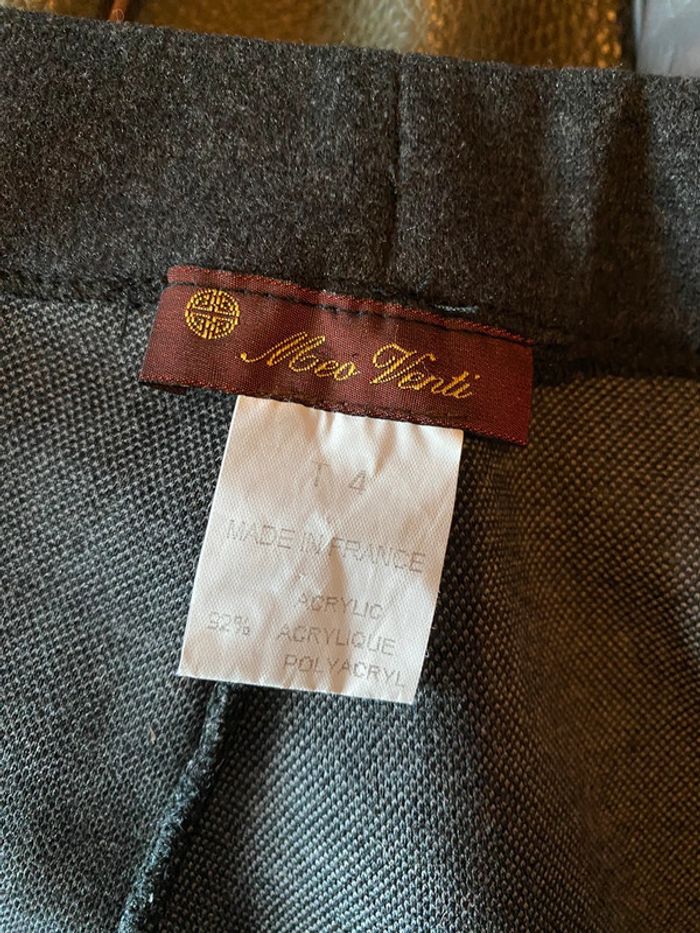 Meo Venti
T 4
MADE IN FRANCE
ACRYLIC
92% ACRYLIQUE
POLYACRYL